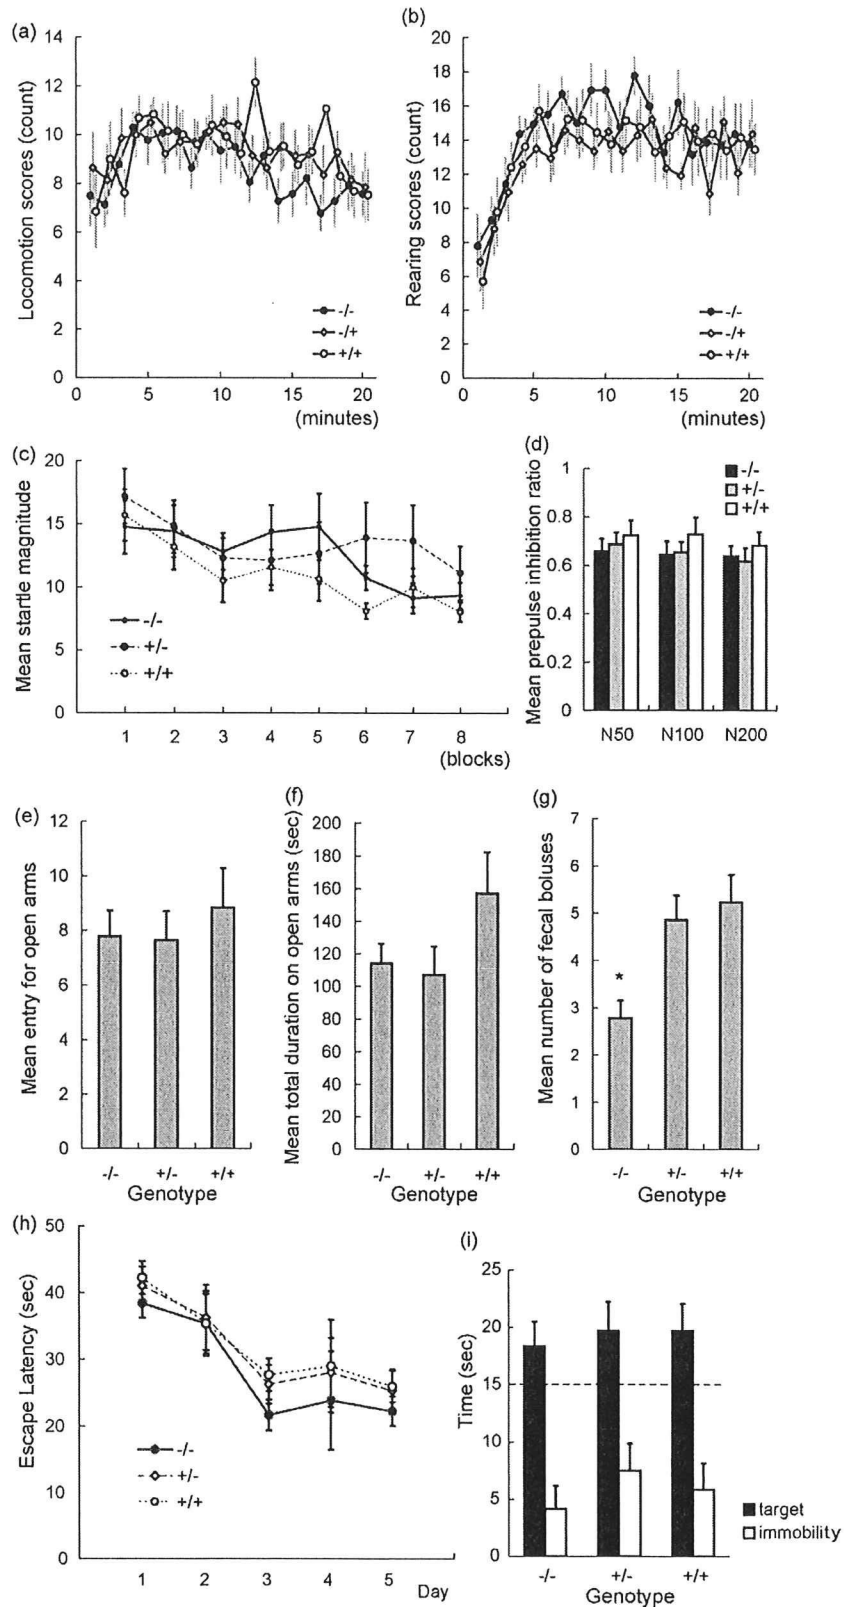 (a)
Locomotion scores (count)
14
12
10
8
6
4
2
0
0 5 10 15 20
(minutes)
-/-
-/+
+/+
(b)
Rearing scores (count)
20
18
16
14
12
10
8
6
4
2
0
0 5 10 15 20
(minutes)
-/-
-/+
+/+
(c)
Mean startle magnitude
20
15
10
5
0
1 2 3 4 5 6 7 8
(blocks)
-/-
+/-
+/+
(d)
Mean prepulse inhibition ratio
1
0.8
0.6
0.4
0.2
0
N50 N100 N200
-/-
+/-
+/+
(e)
Mean entry for open arms
12
10
8
6
4
2
0
-/- +/- +/+
Genotype
(f)
Mean total duration on open arms (sec)
200
180
160
140
120
100
80
60
40
20
0
-/- +/- +/+
Genotype
(g)
Mean number of fecal boluses
7
6
5
4
3
2
1
0
*
-/- +/- +/+
Genotype
(h)
Escape Latency (sec)
50
40
30
20
10
0
1 2 3 4 5 Day
-/-
+/-
+/+
(i)
Time (sec)
25
20
15
10
5
0
-/- +/- +/+
Genotype
target
immobility